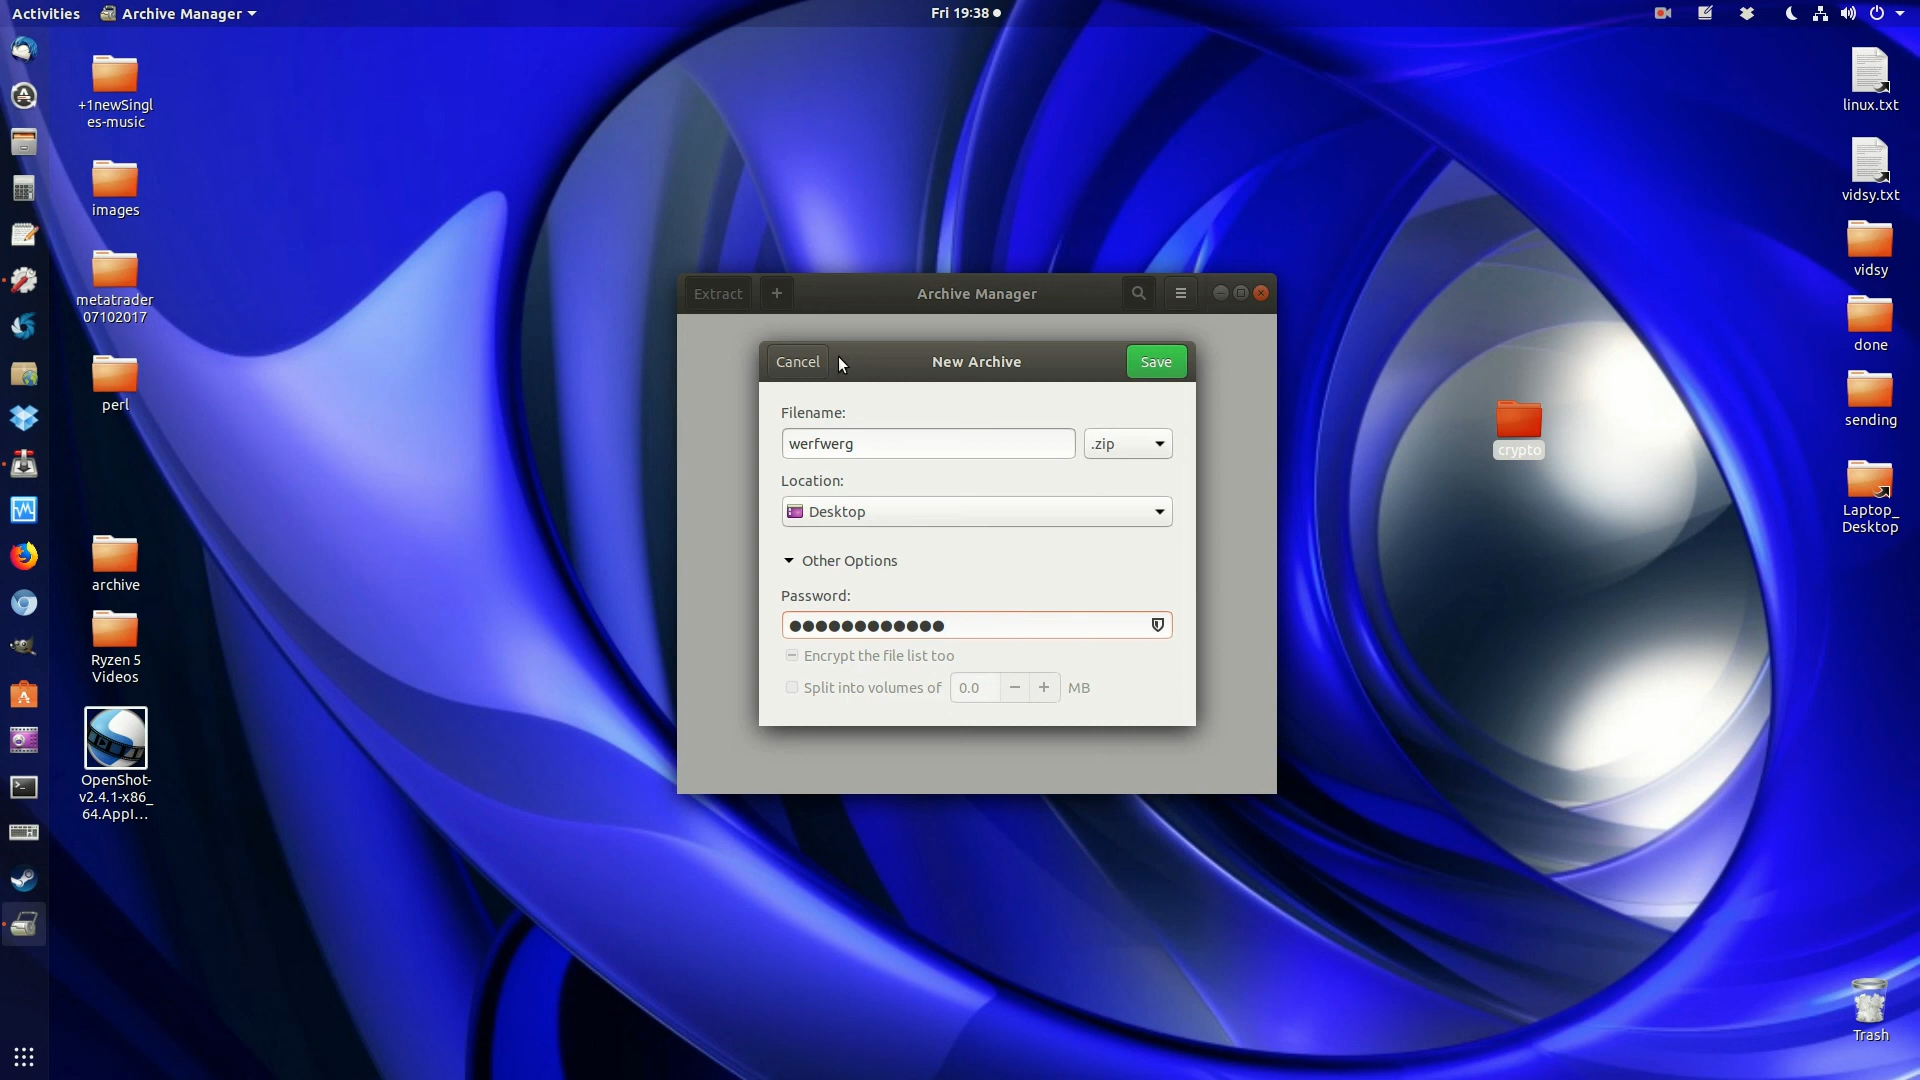 Activities
Archive Manager
Fri 19:38
+1newSingl
es-music
images
metatrader
07102017
perl
archive
Ryzen 5
Videos
OpenShot-
v2.4.1-x86_
64.AppI...
Extract
+
Archive Manager
Cancel
New Archive
Save
Filename:
werfwerg
.zip
Location:
Desktop
Other Options
Password:
Encrypt the file list too
Split into volumes of
0.0
MB
crypto
linux.txt
vidsy.txt
vidsy
done
sending
Laptop_
Desktop
Trash